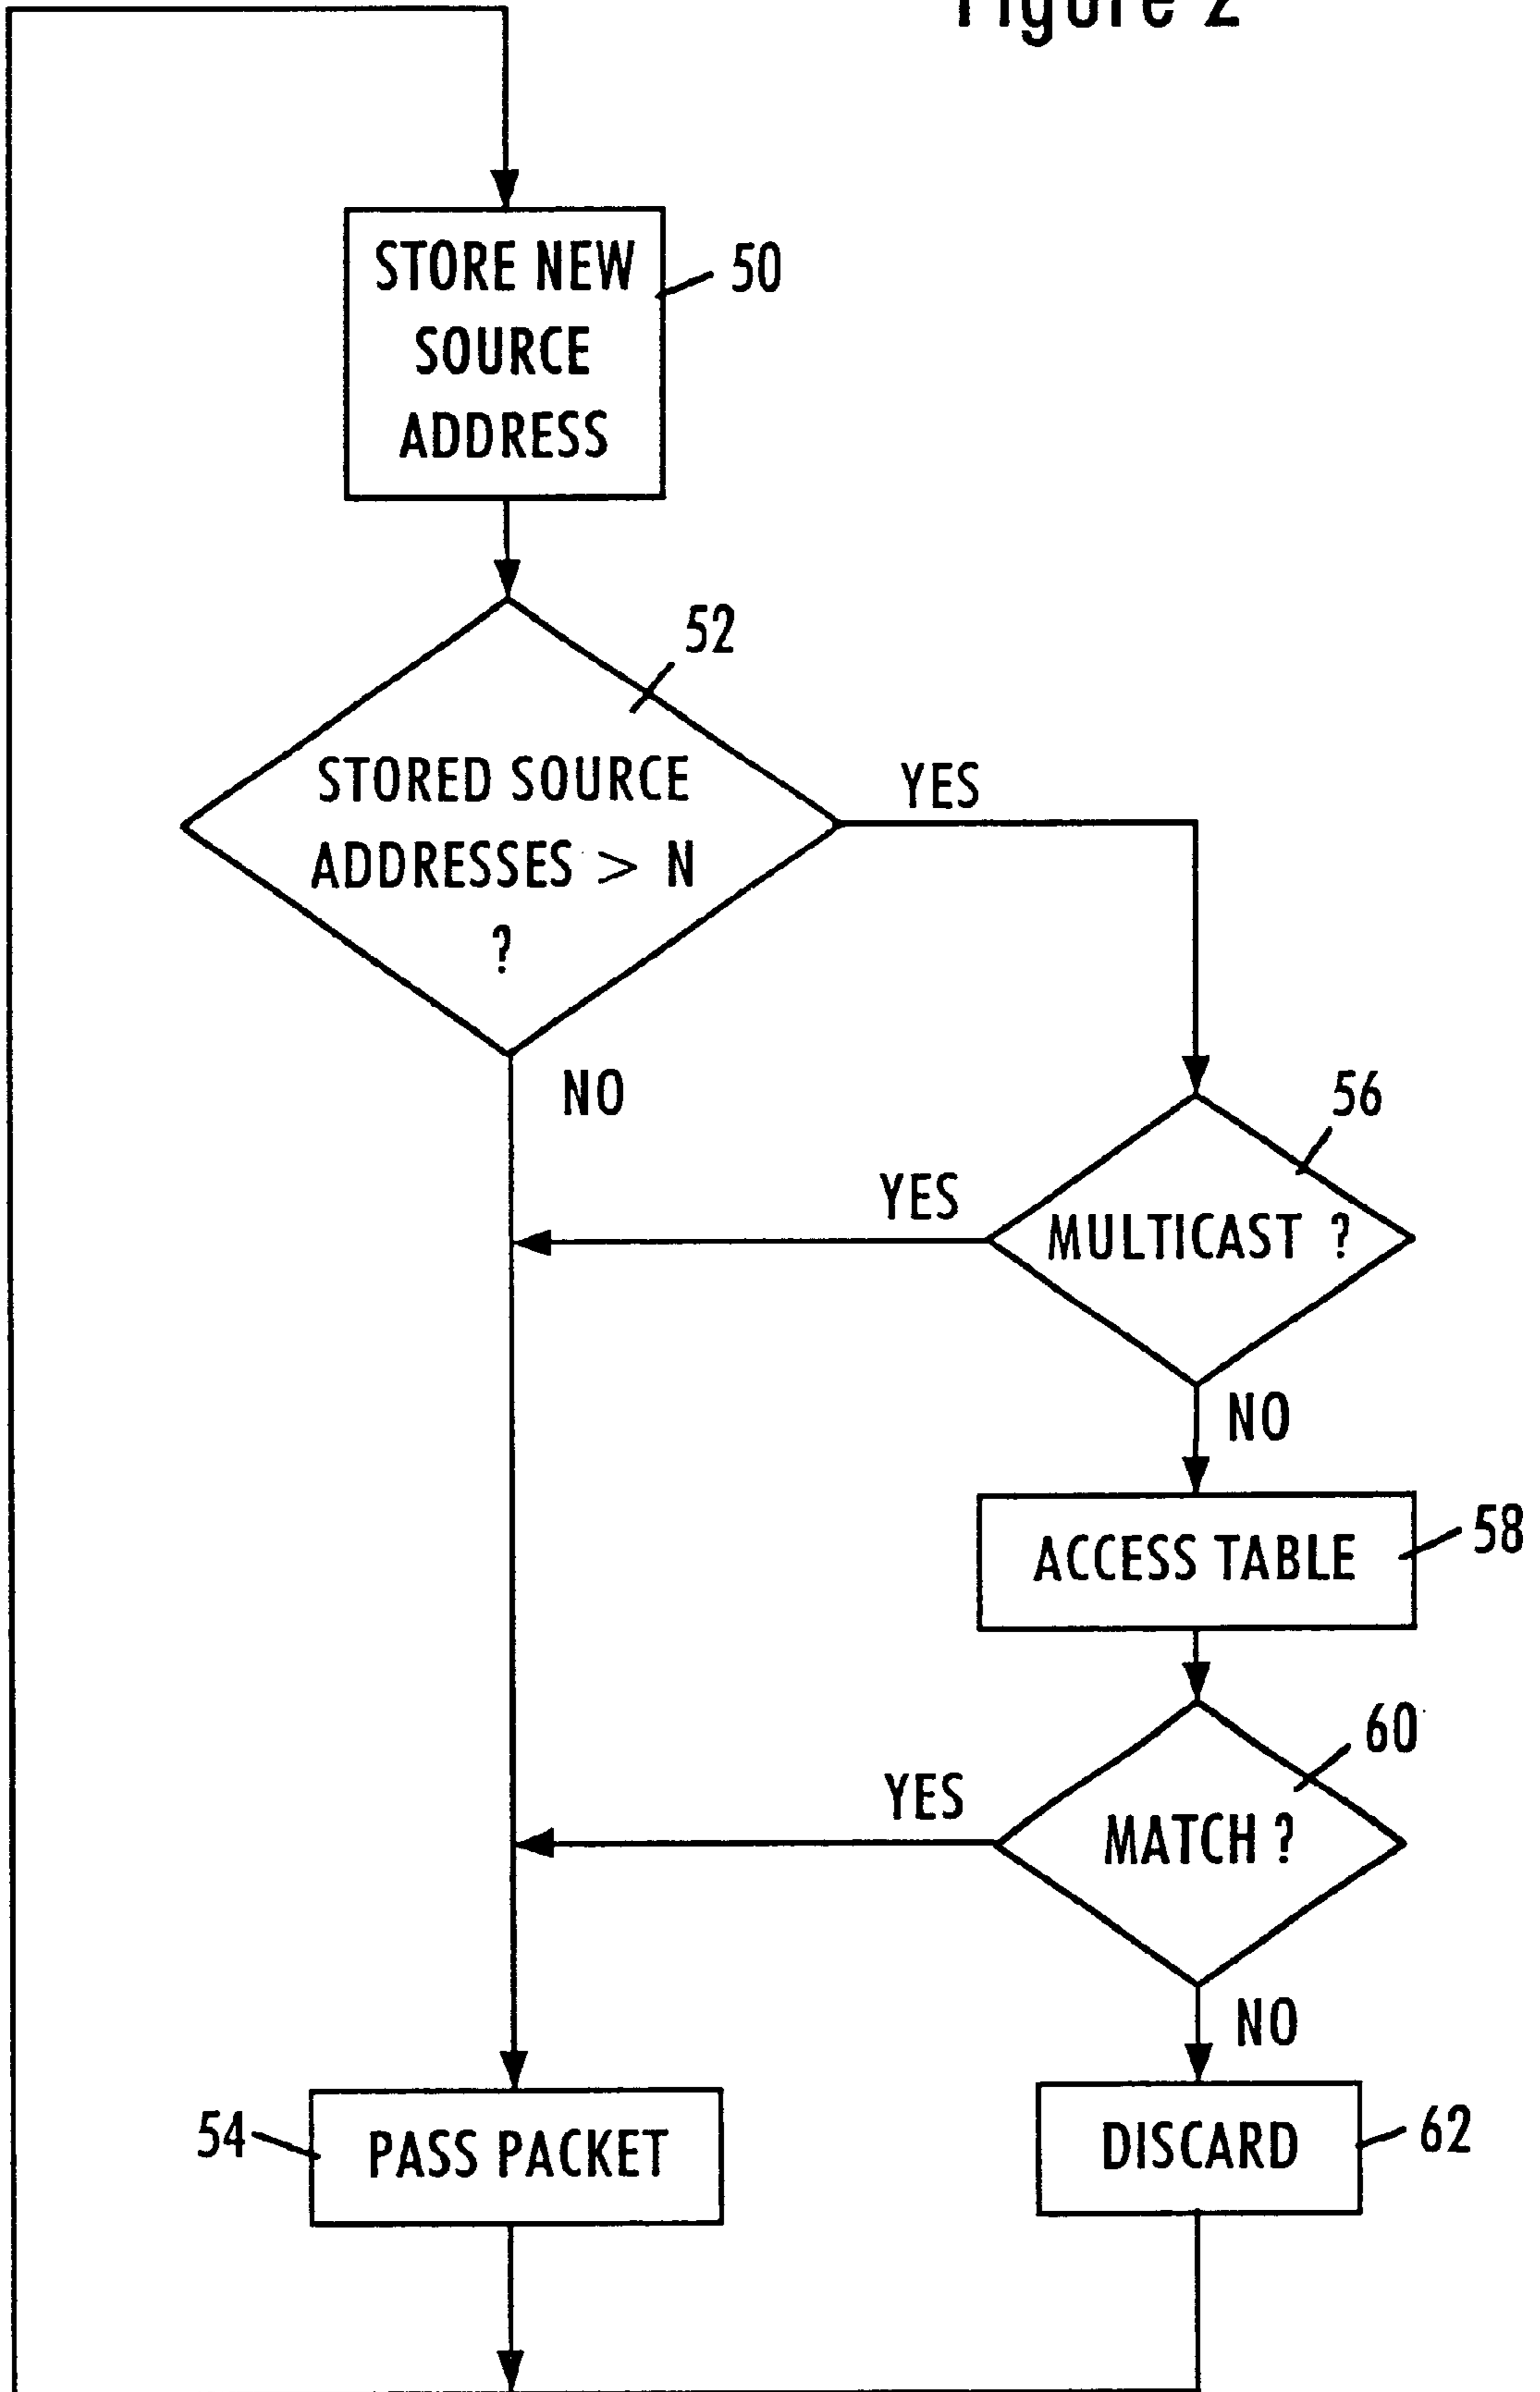 Figure 2
STORE NEW
SOURCE
ADDRESS
50
52
STORED SOURCE
ADDRESSES > N
?
YES
NO
56
YES
MULTICAST ?
NO
ACCESS TABLE
58
60
YES
MATCH ?
NO
54
PASS PACKET
DISCARD
62